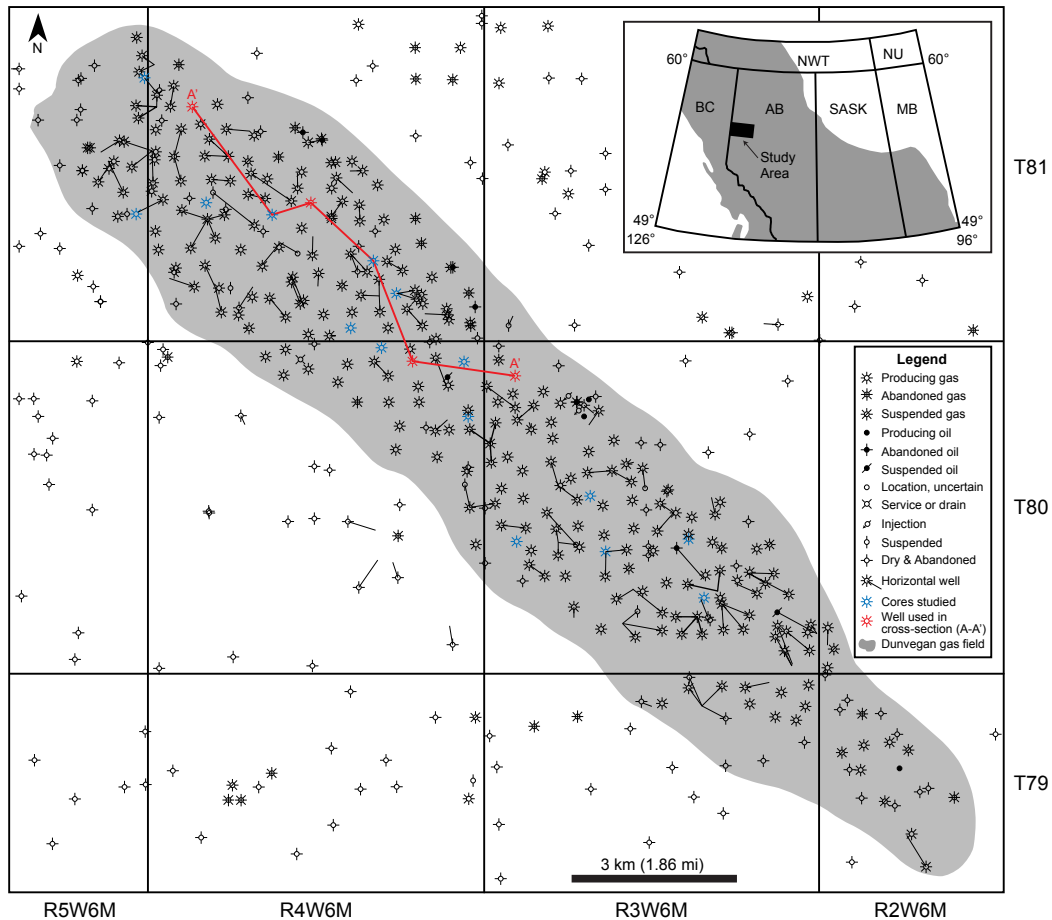 N
A'
A'
60°
NWT
NU
60°
BC
AB
SASK
MB
Study
Area
49°
126°
49°
96°
T81
T80
T79
Legend
Producing gas
Abandoned gas
Suspended gas
Producing oil
Abandoned oil
Suspended oil
Location, uncertain
Service or drain
Injection
Suspended
Dry & Abandoned
Horizontal well
Cores studied
Well used in
cross-section (A-A')
Dunvegan gas field
3 km (1.86 mi)
R5W6M
R4W6M
R3W6M
R2W6M